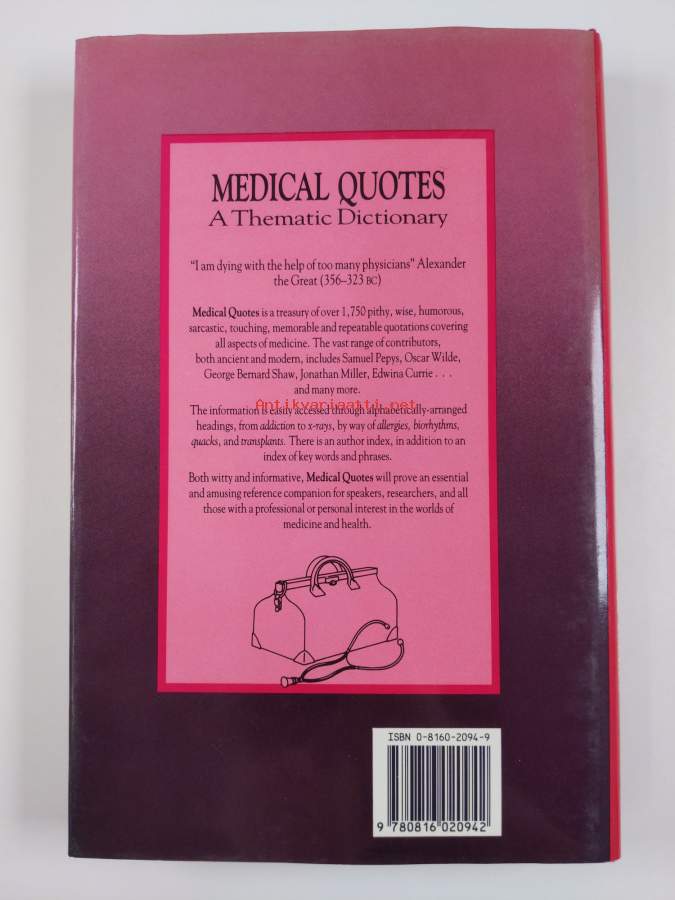 MEDICAL QUOTES
A Thematic Dictionary
“I am dying with the help of too many physicians” Alexander
the Great (356–323 BC)
Medical Quotes is a treasury of over 1,750 pithy, wise, humorous,
sarcastic, touching, memorable and repeatable quotations covering
all aspects of medicine. The vast range of contributors,
both ancient and modern, includes Samuel Pepys, Oscar Wilde,
George Bernard Shaw, Jonathan Miller, Edwina Currie . . .
and many more.
Antikvariaatti.net
The information is easily accessed through alphabetically-arranged
headings, from addiction to x-rays, by way of allergies, biorhythms,
quacks, and transplants. There is an author index, in addition to an
index of key words and phrases.
Both witty and informative, Medical Quotes will prove an essential
and amusing reference companion for speakers, researchers, and all
those with a professional or personal interest in the worlds of
medicine and health.
ISBN 0-8160-2094-9
9 780816 020942